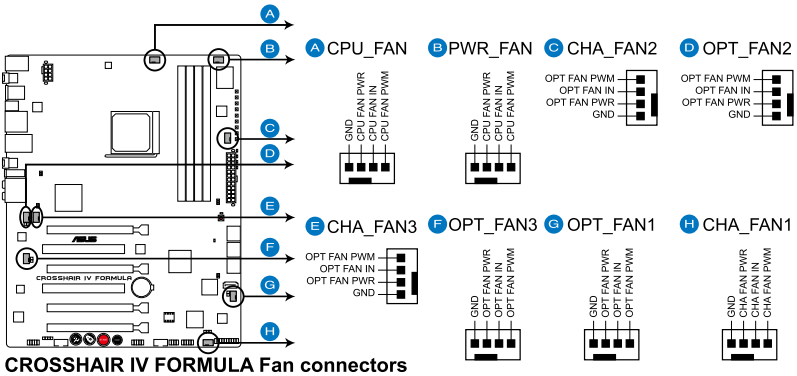 A
B
C
D
E
F
G
H
ASUS
CROSSHAIR IV FORMULA
A CPU_FAN
GND
CPU FAN PWR
CPU FAN IN
CPU FAN PWM
B PWR_FAN
GND
CPU FAN PWR
CPU FAN IN
CPU FAN PWM
C CHA_FAN2
OPT FAN PWM
OPT FAN IN
OPT FAN PWR
GND
D OPT_FAN2
OPT FAN PWM
OPT FAN IN
OPT FAN PWR
GND
E CHA_FAN3
OPT FAN PWM
OPT FAN IN
OPT FAN PWR
GND
F OPT_FAN3
GND
OPT FAN PWR
OPT FAN IN
OPT FAN PWM
G OPT_FAN1
GND
OPT FAN PWR
OPT FAN IN
OPT FAN PWM
H CHA_FAN1
GND
CHA FAN PWR
CHA FAN IN
CHA FAN PWM
CROSSHAIR IV FORMULA Fan connectors